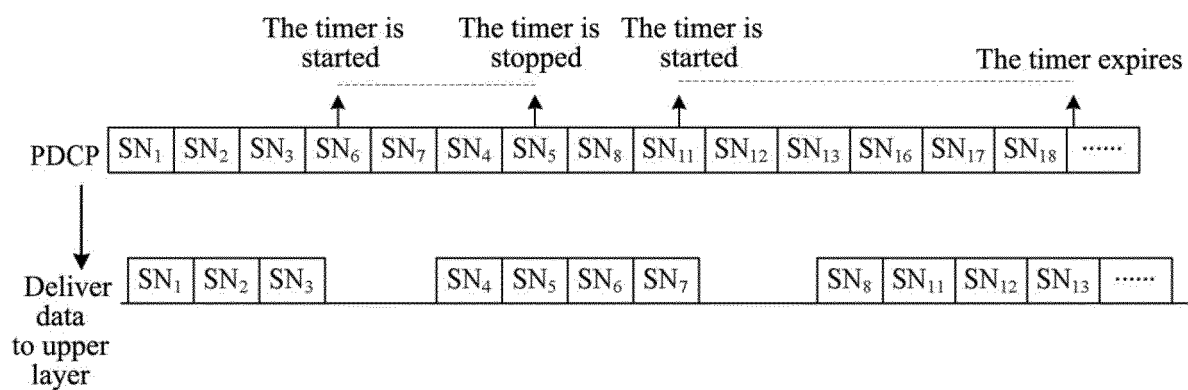 The timer is
started
The timer is
stopped
The timer is
started
The timer expires
PDCP SN₁ SN₂ SN₃ SN₆ SN₇ SN₄ SN₅ SN₈ SN₁₁ SN₁₂ SN₁₃ SN₁₆ SN₁₇ SN₁₈ ......
SN₁ SN₂ SN₃ SN₄ SN₅ SN₆ SN₇ SN₈ SN₁₁ SN₁₂ SN₁₃ ......
Deliver
data
to upper
layer